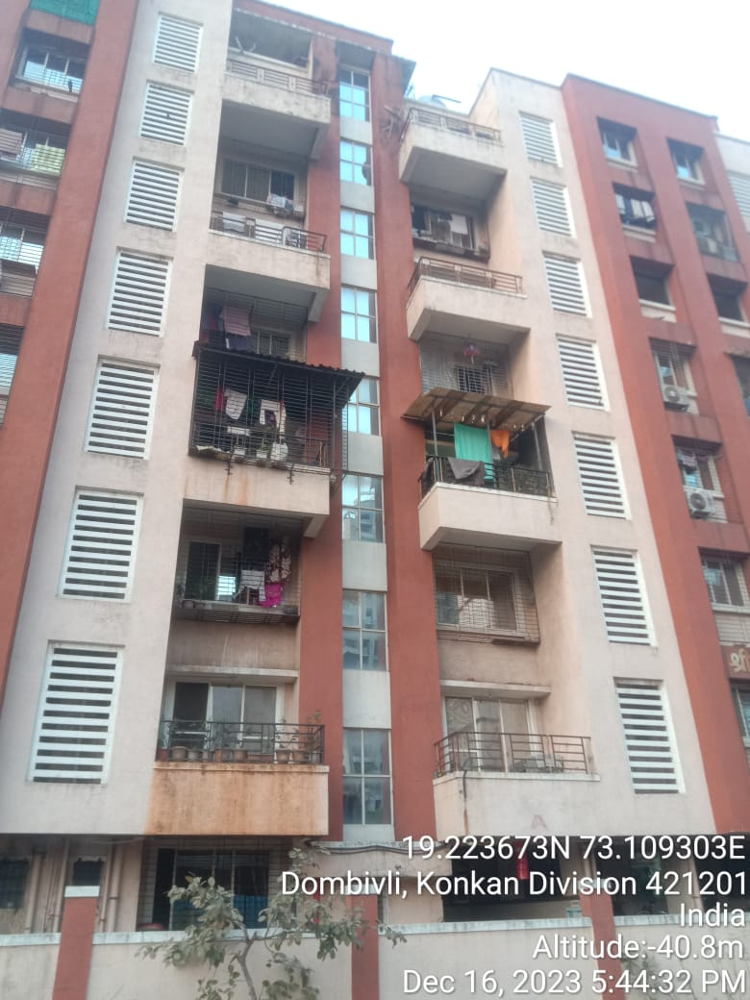 श्री
A
19.223673N 73.109303E
Dombivli, Konkan Division 421201
India
Altitude:-40.8m
Dec 16, 2023 5:44:32 PM